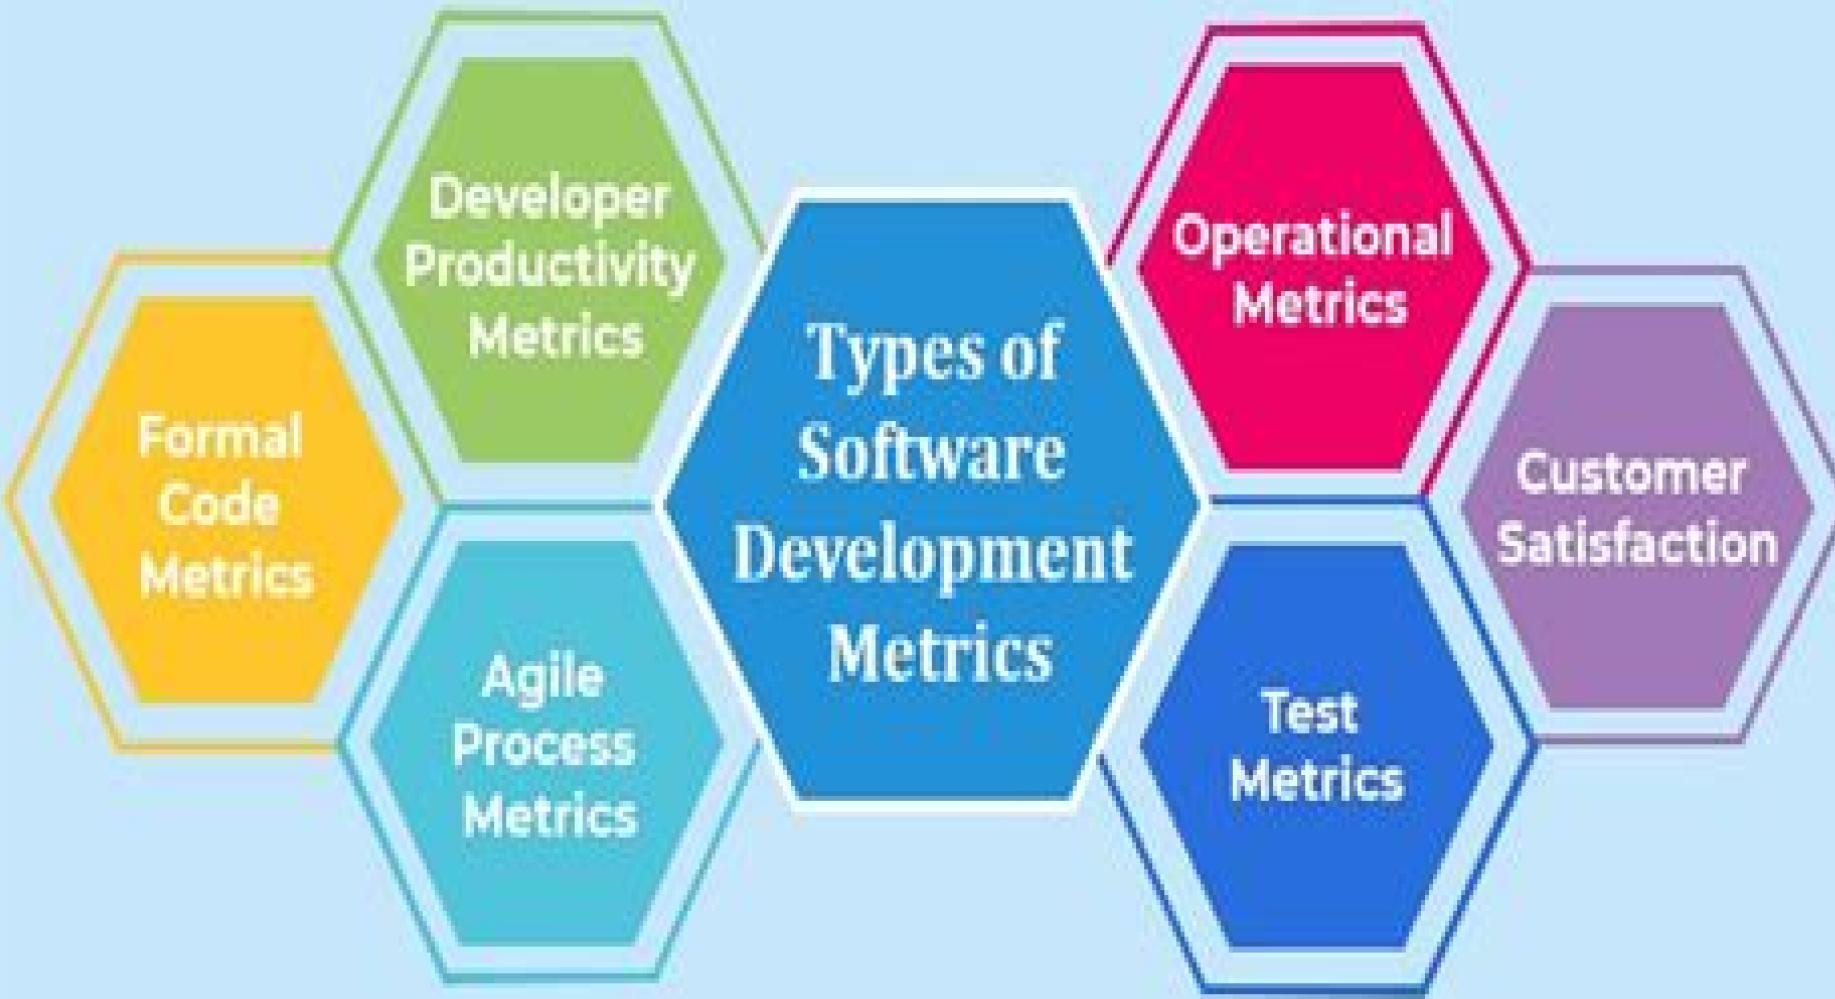 Developer
Productivity
Metrics
Operational
Metrics
Formal
Code
Metrics
Types of
Software
Development
Metrics
Customer
Satisfaction
Agile
Process
Metrics
Test
Metrics